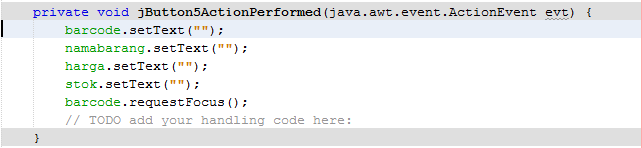 private void jButton5ActionPerformed(java.awt.event.ActionEvent evt) {
barcode.setText("");
namabarang.setText("");
harga.setText("");
stok.setText("");
barcode.requestFocus();
// TODO add your handling code here:
}